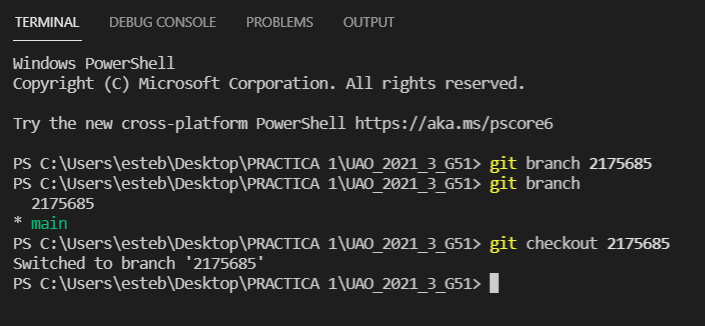 TERMINAL DEBUG CONSOLE PROBLEMS OUTPUT
Windows PowerShell
Copyright (C) Microsoft Corporation. All rights reserved.
Try the new cross-platform PowerShell https://aka.ms/pscore6
PS C:\Users\esteb\Desktop\PRACTICA 1\UAO_2021_3_G51> git branch 2175685
PS C:\Users\esteb\Desktop\PRACTICA 1\UAO_2021_3_G51> git branch
  2175685
* main
PS C:\Users\esteb\Desktop\PRACTICA 1\UAO_2021_3_G51> git checkout 2175685
Switched to branch '2175685'
PS C:\Users\esteb\Desktop\PRACTICA 1\UAO_2021_3_G51>